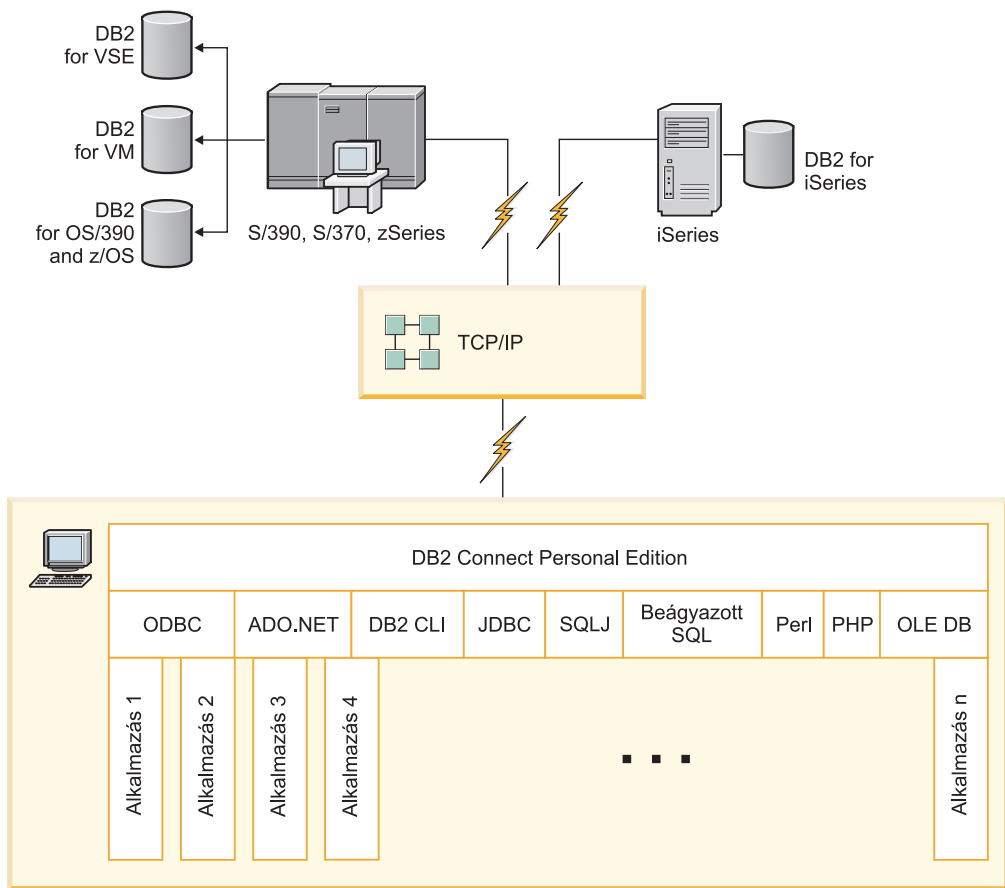 DB2
for VSE
DB2
for VM
DB2
for OS/390
and z/OS
S/390, S/370, zSeries
iSeries
DB2 for
iSeries
TCP/IP
DB2 Connect Personal Edition
ODBC
ADO.NET
DB2 CLI
JDBC
SQLJ
Beágyazott
SQL
Perl
PHP
OLE DB
Alkalmazás 1
Alkalmazás 2
Alkalmazás 3
Alkalmazás 4
Alkalmazás n